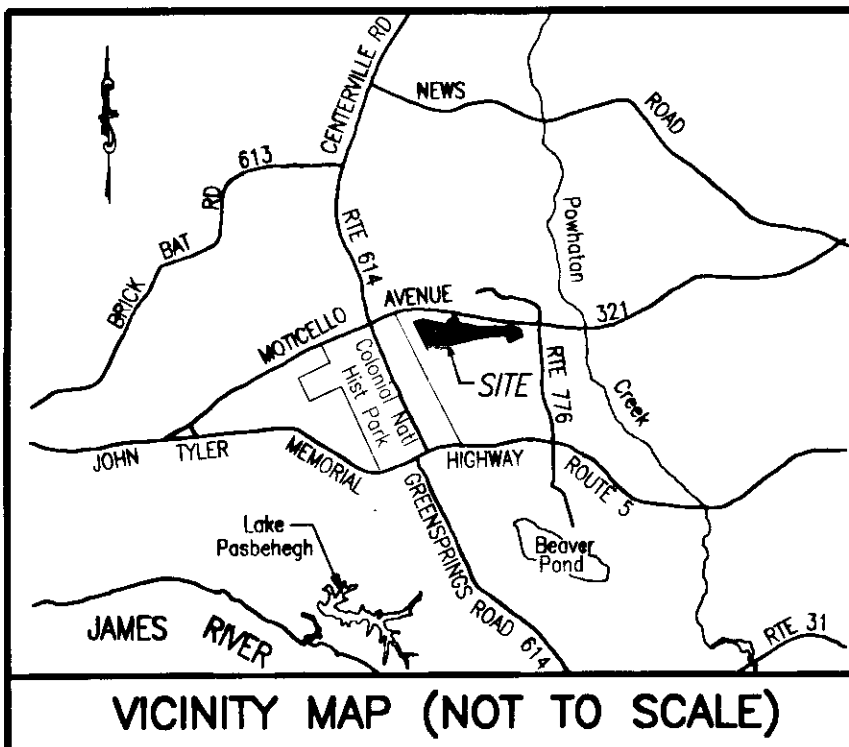 CENTERVILLE RD
NEWS ROAD
613
BRICK BAT RD
RTE 614
Powhatan Creek
MOTICELLO AVENUE
321
Colonial Natl
Hist Park
SITE
RTE 776
JOHN TYLER MEMORIAL HIGHWAY ROUTE 5
GREENSPRINGS ROAD 614
Lake
Pasbehegh
Beaver
Pond
JAMES RIVER
RTE 31
VICINITY MAP (NOT TO SCALE)